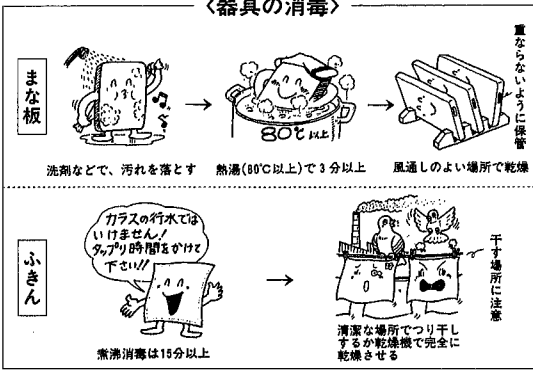 〈器具の消毒〉
まな板
洗剤などで、汚れを落とす
80℃以上
熱湯(80℃以上)で3分以上
重ならないように保管
風通しのよい場所で乾燥
ふきん
カラスの行水では
いけません!
タップリ時間をかけて
下さい!!
煮沸消毒は15分以上
干す場所に注意
清潔な場所でつり干し
するか乾燥機で完全に
乾燥させる